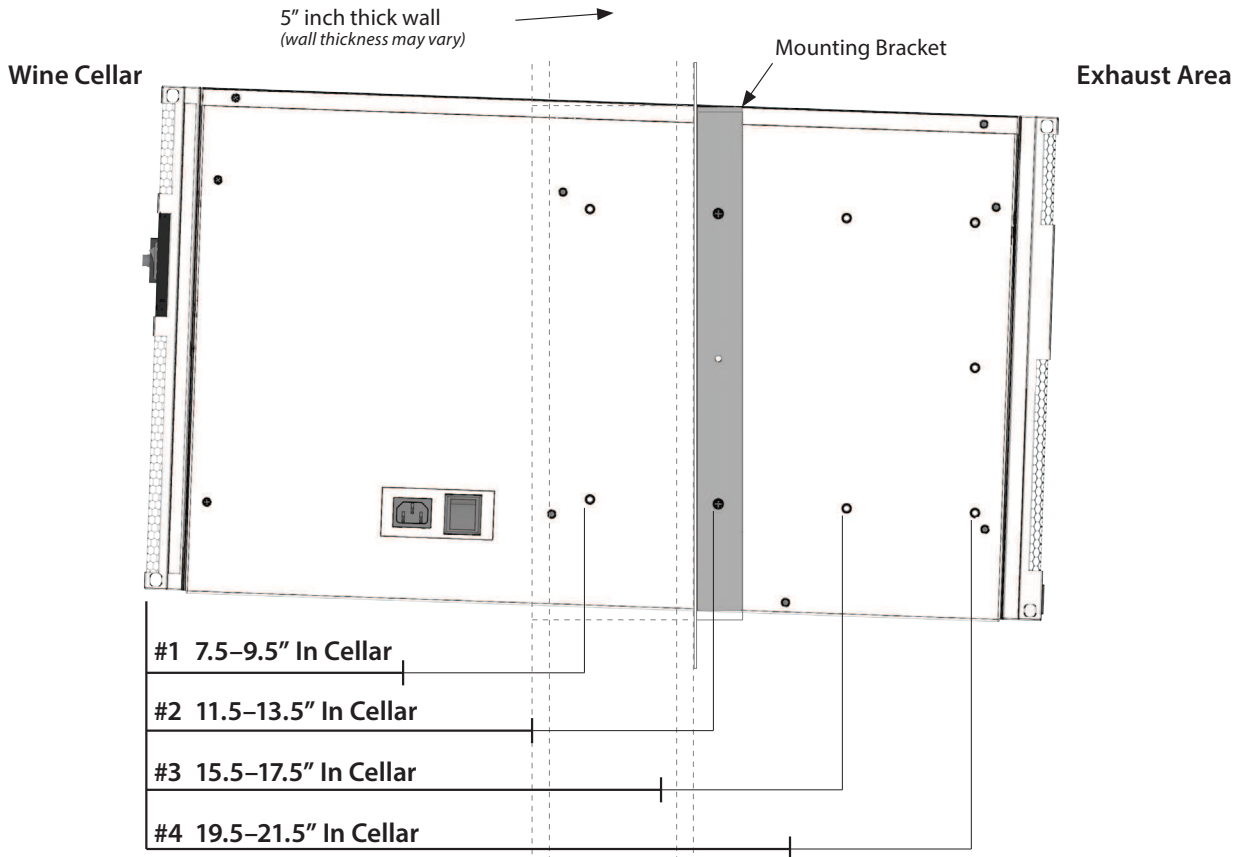 5” inch thick wall
(wall thickness may vary)
Mounting Bracket
Wine Cellar
Exhaust Area
#1 7.5–9.5” In Cellar
#2 11.5–13.5” In Cellar
#3 15.5–17.5” In Cellar
#4 19.5–21.5” In Cellar